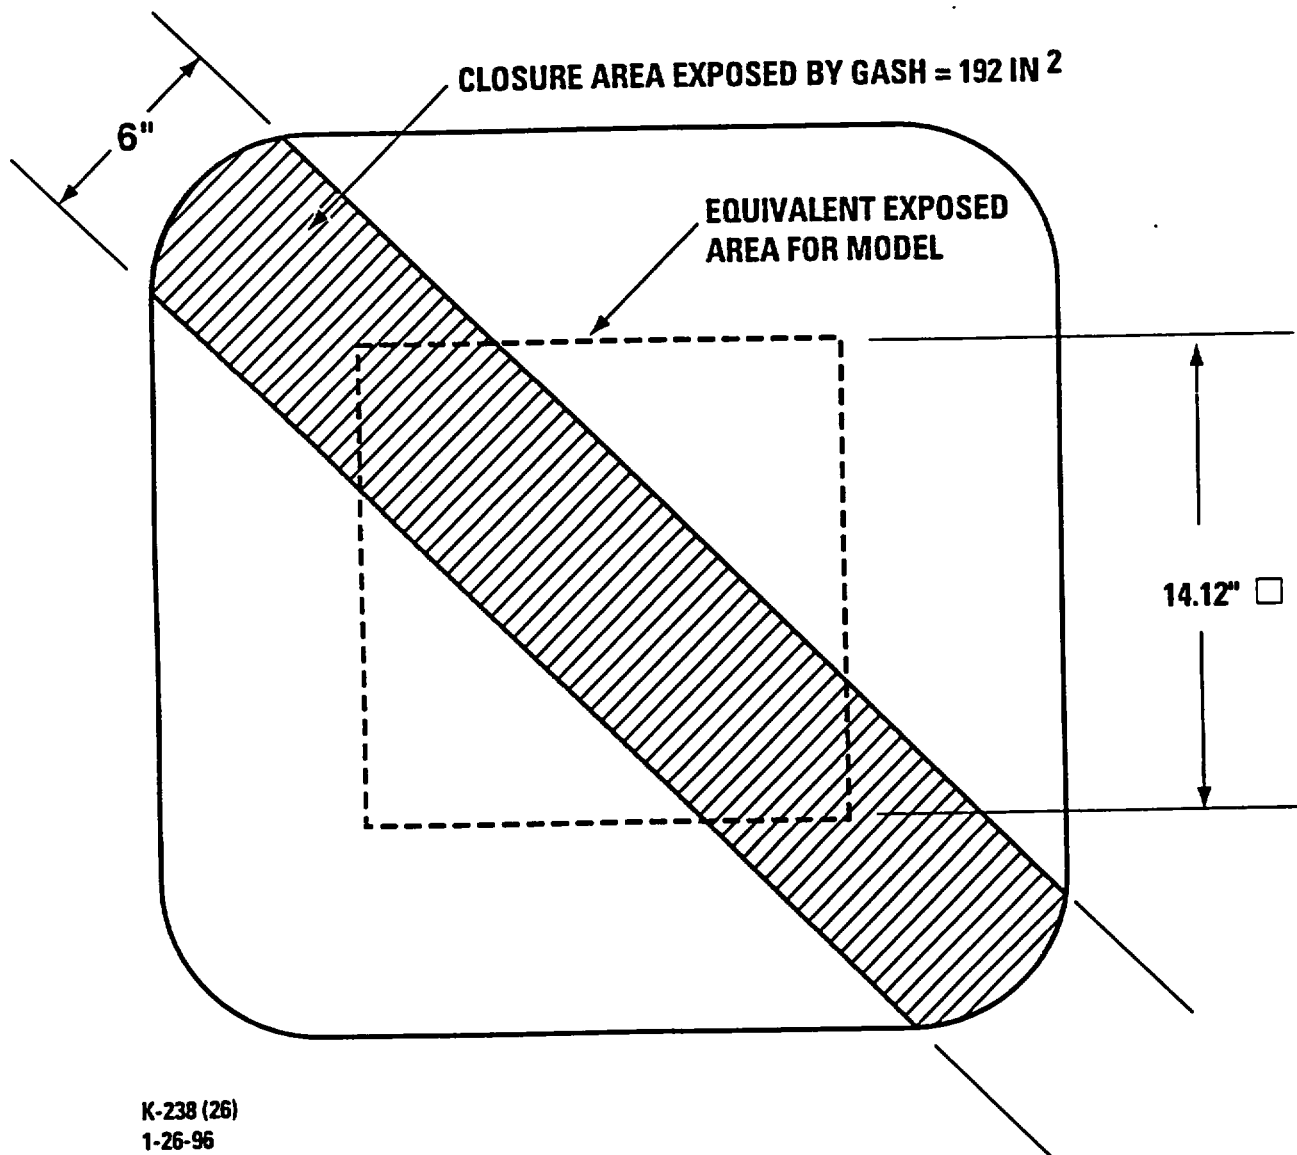 CLOSURE AREA EXPOSED BY GASH = 192 IN 2
6"
EQUIVALENT EXPOSED
AREA FOR MODEL
14.12" □
K-238 (26)
1-26-96